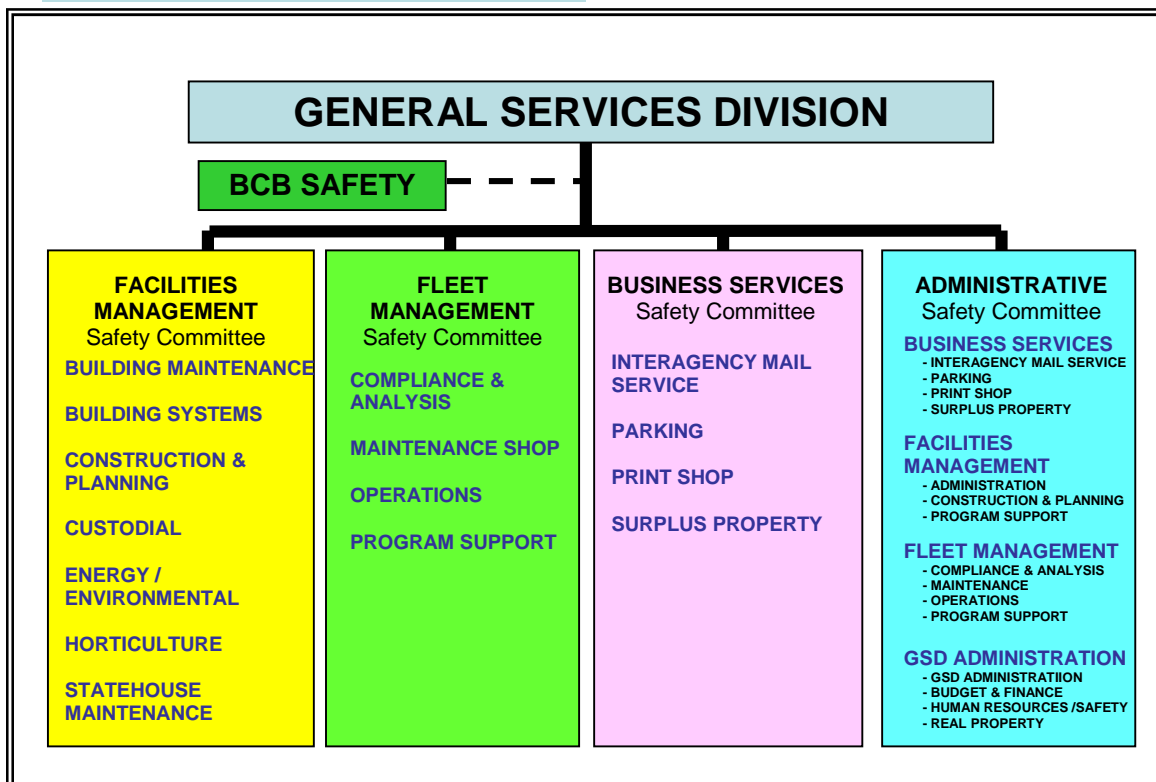 GENERAL SERVICES DIVISION
BCB SAFETY
FACILITIES
MANAGEMENT
Safety Committee
BUILDING MAINTENANCE
BUILDING SYSTEMS
CONSTRUCTION &
PLANNING
CUSTODIAL
ENERGY /
ENVIRONMENTAL
HORTICULTURE
STATEHOUSE
MAINTENANCE
FLEET
MANAGEMENT
Safety Committee
COMPLIANCE &
ANALYSIS
MAINTENANCE SHOP
OPERATIONS
PROGRAM SUPPORT
BUSINESS SERVICES
Safety Committee
INTERAGENCY MAIL
SERVICE
PARKING
PRINT SHOP
SURPLUS PROPERTY
ADMINISTRATIVE
Safety Committee
BUSINESS SERVICES
- INTERAGENCY MAIL SERVICE
- PARKING
- PRINT SHOP
- SURPLUS PROPERTY
FACILITIES
MANAGEMENT
- ADMINISTRATION
- CONSTRUCTION & PLANNING
- PROGRAM SUPPORT
FLEET MANAGEMENT
- COMPLIANCE & ANALYSIS
- MAINTENANCE
- OPERATIONS
- PROGRAM SUPPORT
GSD ADMINISTRATION
- GSD ADMINISTRATIION
- BUDGET & FINANCE
- HUMAN RESOURCES /SAFETY
- REAL PROPERTY